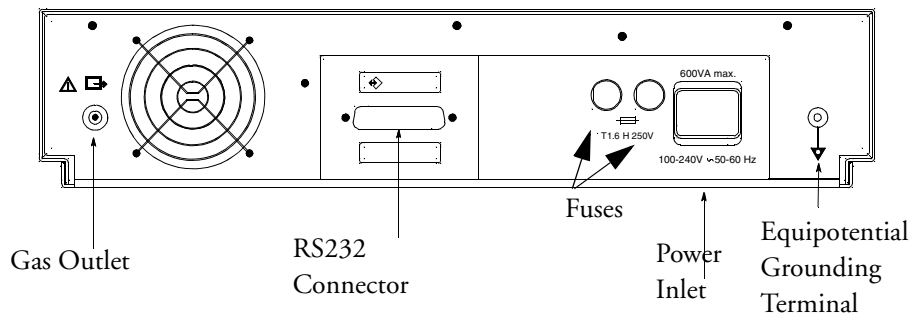 600VA max.
T1.6 H 250V
100-240V ∿50-60 Hz
Fuses
Gas Outlet
RS232
Connector
Power
Inlet
Equipotential
Grounding
Terminal